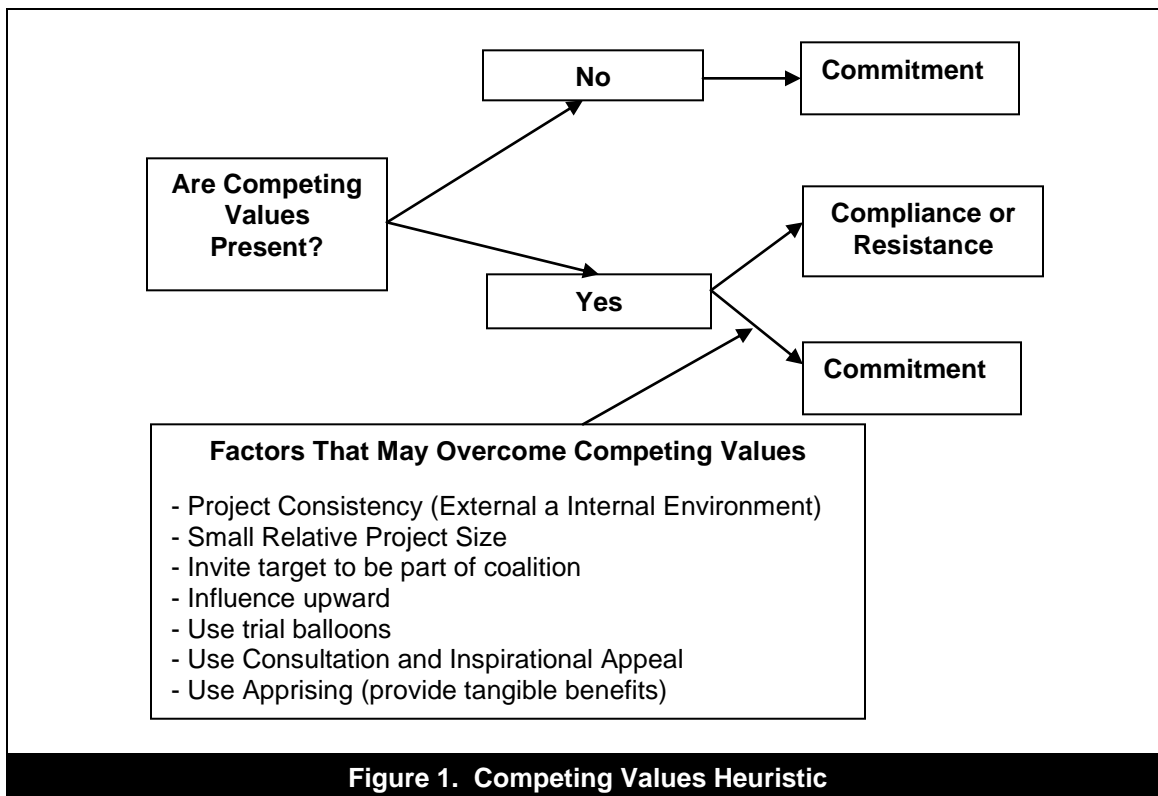 No
Commitment
Are Competing
Values
Present?
Compliance or
Resistance
Yes
Commitment
Factors That May Overcome Competing Values
- Project Consistency (External a Internal Environment)
- Small Relative Project Size
- Invite target to be part of coalition
- Influence upward
- Use trial balloons
- Use Consultation and Inspirational Appeal
- Use Apprising (provide tangible benefits)
Figure 1. Competing Values Heuristic